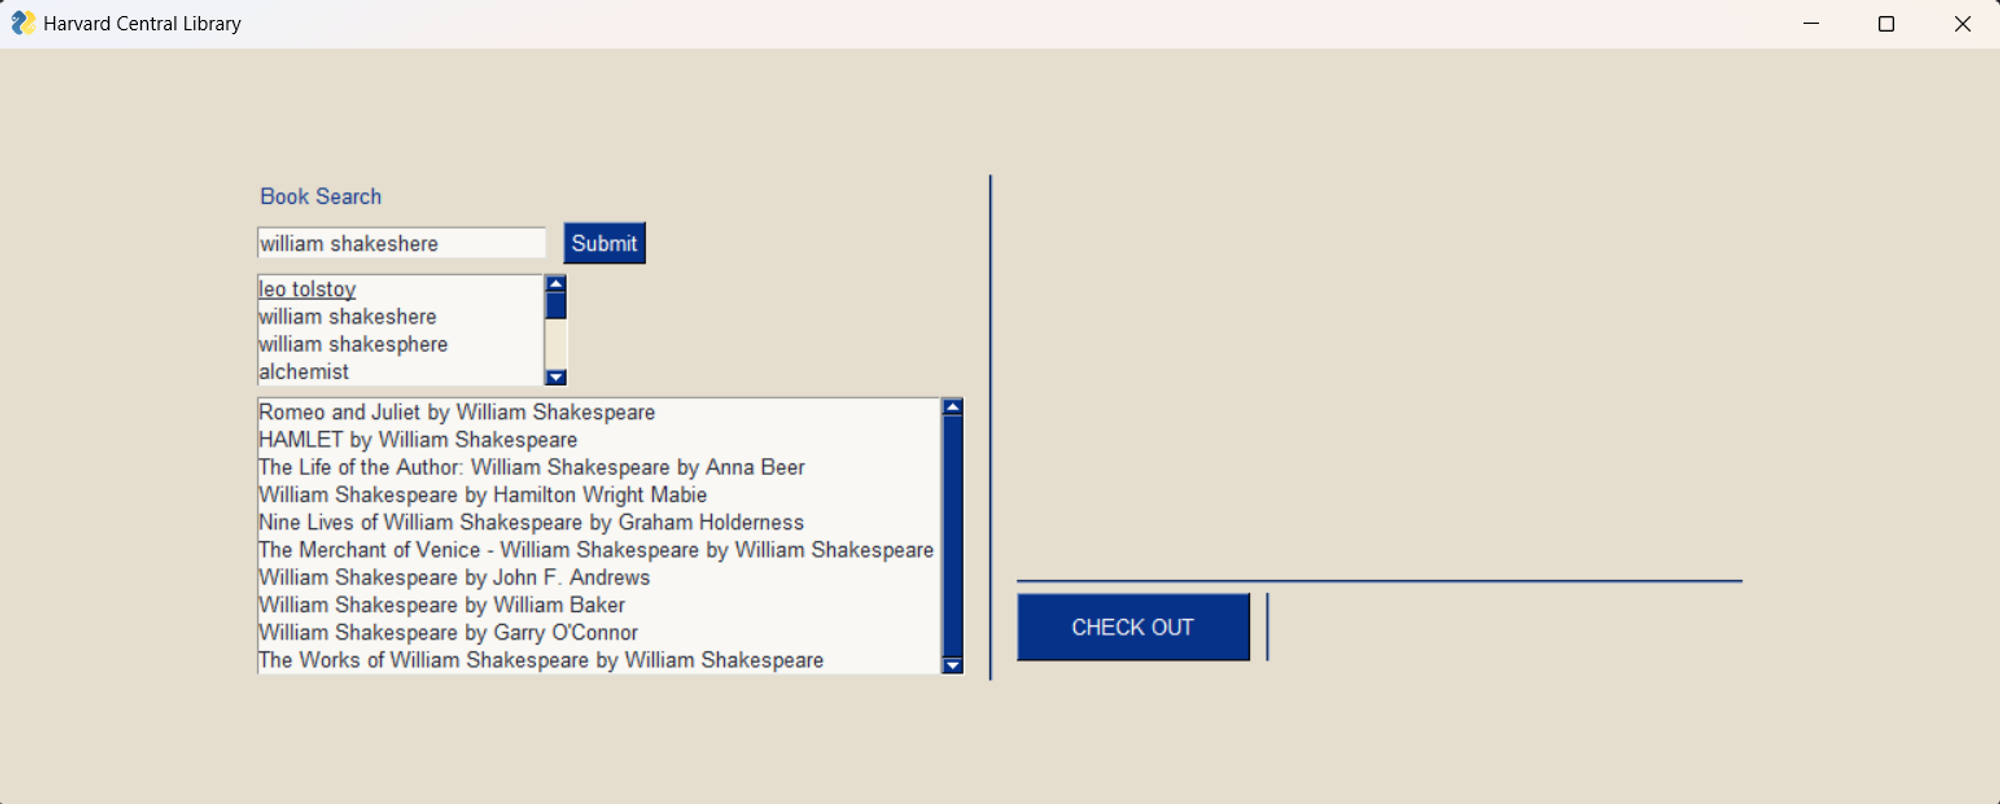 Harvard Central Library
Book Search
william shakeshere
Submit
leo tolstoy
william shakeshere
william shakesphere
alchemist
Romeo and Juliet by William Shakespeare
HAMLET by William Shakespeare
The Life of the Author: William Shakespeare by Anna Beer
William Shakespeare by Hamilton Wright Mabie
Nine Lives of William Shakespeare by Graham Holderness
The Merchant of Venice - William Shakespeare by William Shakespeare
William Shakespeare by John F. Andrews
William Shakespeare by William Baker
William Shakespeare by Garry O'Connor
The Works of William Shakespeare by William Shakespeare
CHECK OUT